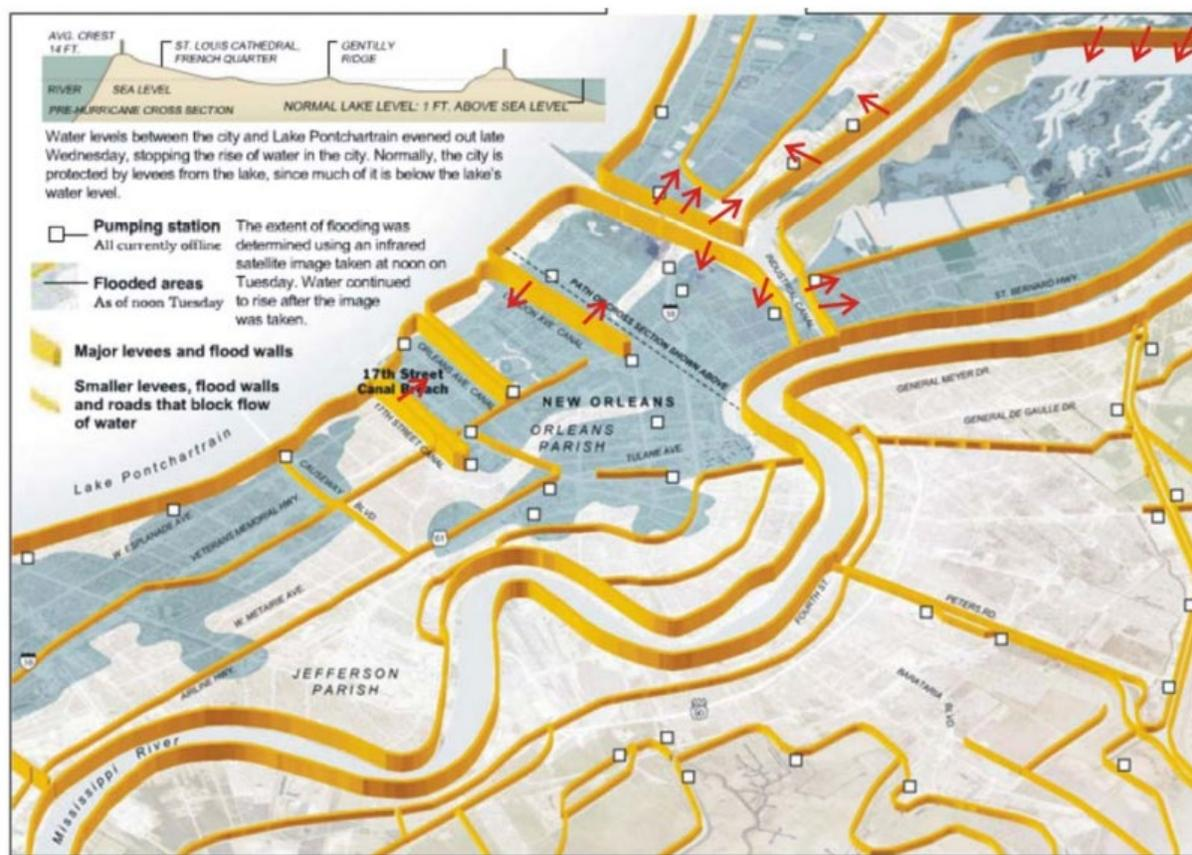 AVG. CREST
14 FT.
ST. LOUIS CATHEDRAL,
FRENCH QUARTER
GENTILLY
RIDGE
RIVER
SEA LEVEL
PRE-HURRICANE CROSS SECTION
NORMAL LAKE LEVEL: 1 FT. ABOVE SEA LEVEL
Water levels between the city and Lake Pontchartrain evened out late
Wednesday, stopping the rise of water in the city. Normally, the city is
protected by levees from the lake, since much of it is below the lake's
water level.
Pumping station
All currently offline
Flooded areas
As of noon Tuesday
The extent of flooding was
determined using an infrared
satellite image taken at noon on
Tuesday. Water continued
to rise after the image
was taken.
Major levees and flood walls
Smaller levees, flood walls
and roads that block flow
of water
PATH OF CROSS SECTION SHOWN ABOVE
INDUSTRIAL CANAL
ST. BERNARD HWY.
LONDON AVE. CANAL
ORLEANS AVE. CANAL
17th Street
Canal Breach
17TH STREET CANAL
NEW ORLEANS
ORLEANS
PARISH
TULANE AVE.
GENERAL MEYER DR.
GENERAL DE GAULLE DR.
Lake Pontchartrain
CAUSEWAY BLVD.
W. ESPLANADE AVE.
VETERANS MEMORIAL HWY.
61
W. METAIRIE AVE.
AIRLINE HWY.
10
JEFFERSON
PARISH
FOURTH ST.
PETERS RD.
BARATARIA
BLVD.
90
Mississippi River